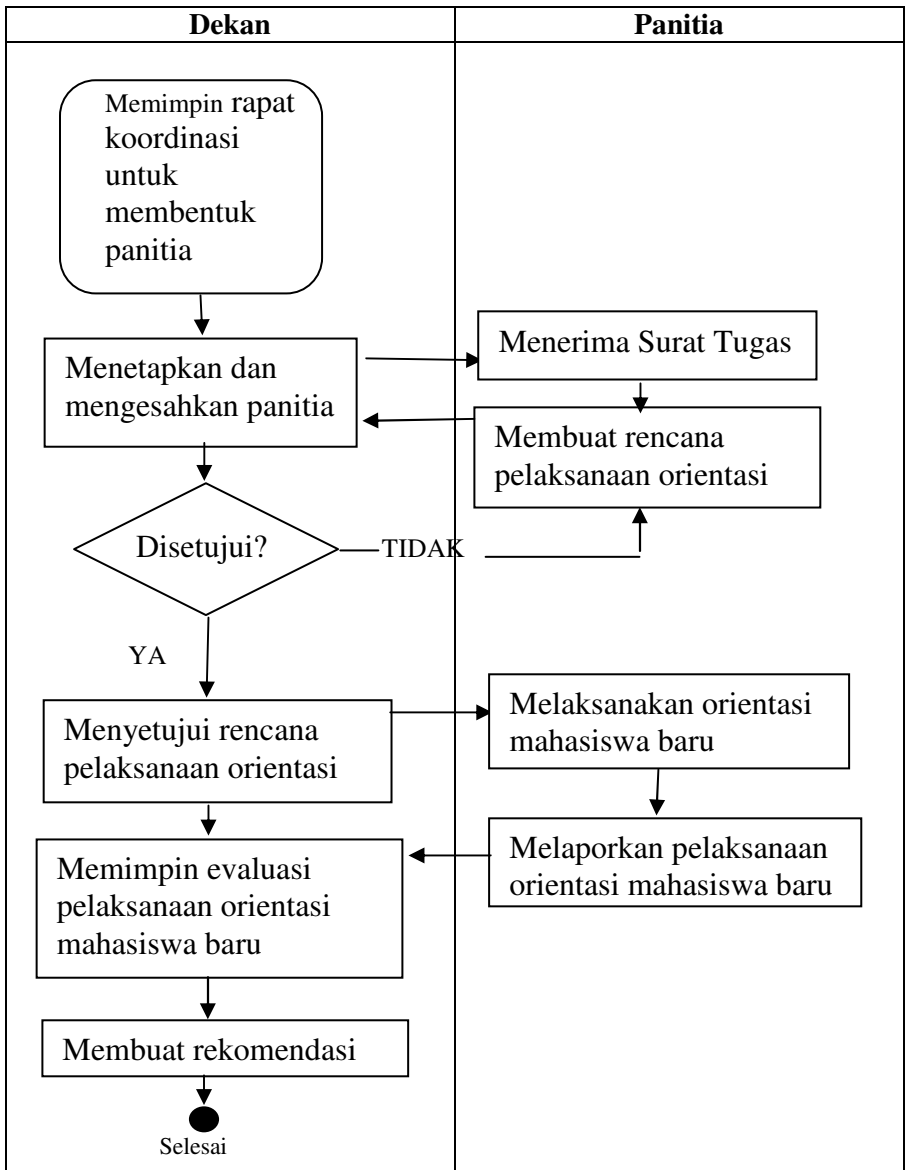 Dekan
Panitia
Memimpin rapat
koordinasi
untuk
membentuk
panitia
Menetapkan dan
mengesahkan panitia
Menerima Surat Tugas
Membuat rencana
pelaksanaan orientasi
Disetujui?
TIDAK
YA
Menyetujui rencana
pelaksanaan orientasi
Melaksanakan orientasi
mahasiswa baru
Melaporkan pelaksanaan
orientasi mahasiswa baru
Memimpin evaluasi
pelaksanaan orientasi
mahasiswa baru
Membuat rekomendasi
Selesai